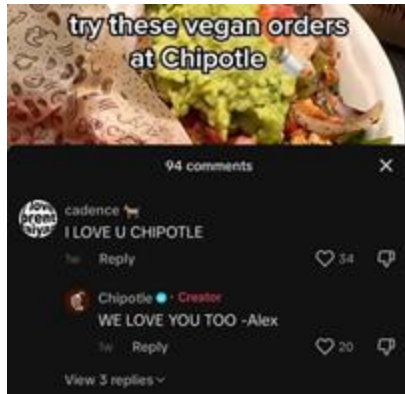 try these vegan orders
at Chipotle
94 comments
cadence
I LOVE U CHIPOTLE
1w Reply
34
Chipotle · Creator
WE LOVE YOU TOO -Alex
1w Reply
20
View 3 replies